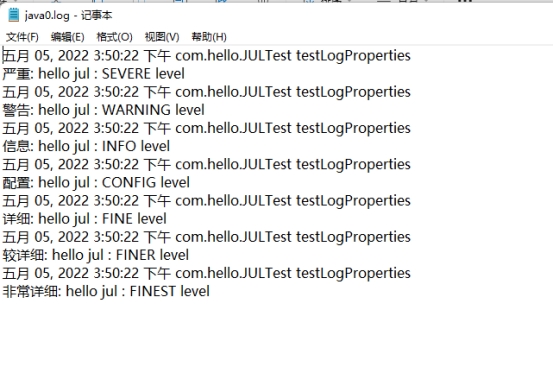 java0.log - 记事本
文件(F) 编辑(E) 格式(O) 视图(V) 帮助(H)
五月 05, 2022 3:50:22 下午 com.hello.JULTest testLogProperties
严重: hello jul : SEVERE level
五月 05, 2022 3:50:22 下午 com.hello.JULTest testLogProperties
警告: hello jul : WARNING level
五月 05, 2022 3:50:22 下午 com.hello.JULTest testLogProperties
信息: hello jul : INFO level
五月 05, 2022 3:50:22 下午 com.hello.JULTest testLogProperties
配置: hello jul : CONFIG level
五月 05, 2022 3:50:22 下午 com.hello.JULTest testLogProperties
详细: hello jul : FINE level
五月 05, 2022 3:50:22 下午 com.hello.JULTest testLogProperties
较详细: hello jul : FINER level
五月 05, 2022 3:50:22 下午 com.hello.JULTest testLogProperties
非常详细: hello jul : FINEST level